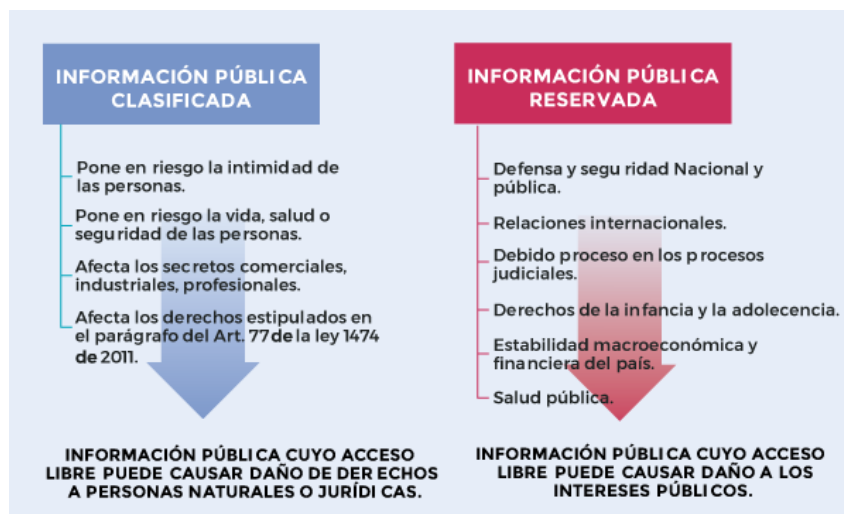 INFORMACIÓN PÚBLICA
CLASIFICADA
Pone en riesgo la intimidad de
las personas.
Pone en riesgo la vida, salud o
seguridad de las personas.
Afecta los secretos comerciales,
industriales, profesionales.
Afecta los derechos estipulados en
el parágrafo del Art. 77 de la ley 1474
de 2011.
INFORMACIÓN PÚBLICA CUYO ACCESO
LIBRE PUEDE CAUSAR DAÑO DE DERECHOS
A PERSONAS NATURALES O JURÍDICAS.
INFORMACIÓN PÚBLICA
RESERVADA
Defensa y seguridad Nacional y
pública.
Relaciones internacionales.
Debido proceso en los procesos
judiciales.
Derechos de la infancia y la adolecencia.
Estabilidad macroeconómica y
financiera del país.
Salud pública.
INFORMACIÓN PÚBLICA CUYO ACCESO
LIBRE PUEDE CAUSAR DAÑO A LOS
INTERESES PÚBLICOS.